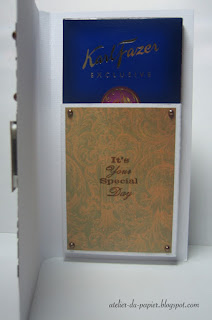 Karl Fazer
EXCLUSIVE
It's
Your
Special
Day
atelier-du-papier.blogspot.com